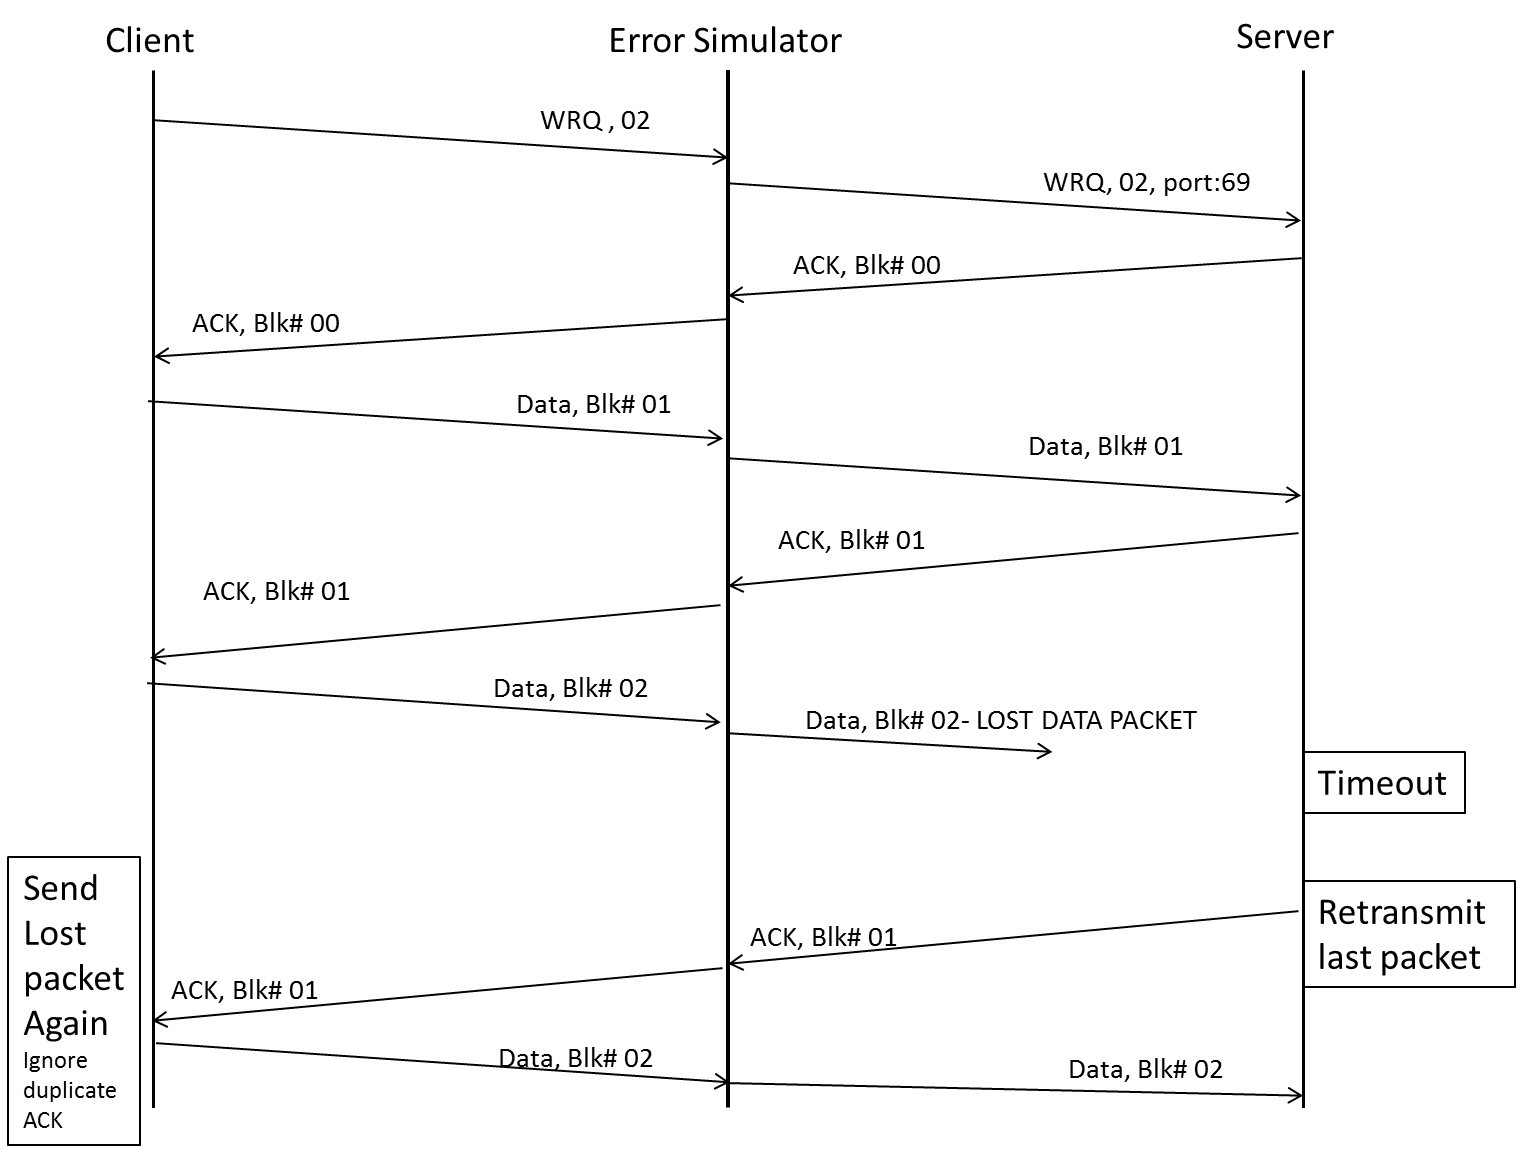 Client
Error Simulator
Server
WRQ , 02
WRQ, 02, port:69
ACK, Blk# 00
ACK, Blk# 00
Data, Blk# 01
Data, Blk# 01
ACK, Blk# 01
ACK, Blk# 01
Data, Blk# 02
Data, Blk# 02- LOST DATA PACKET
Timeout
Send
Lost
packet
Again
Ignore
duplicate
ACK
Retransmit
last packet
ACK, Blk# 01
ACK, Blk# 01
Data, Blk# 02
Data, Blk# 02